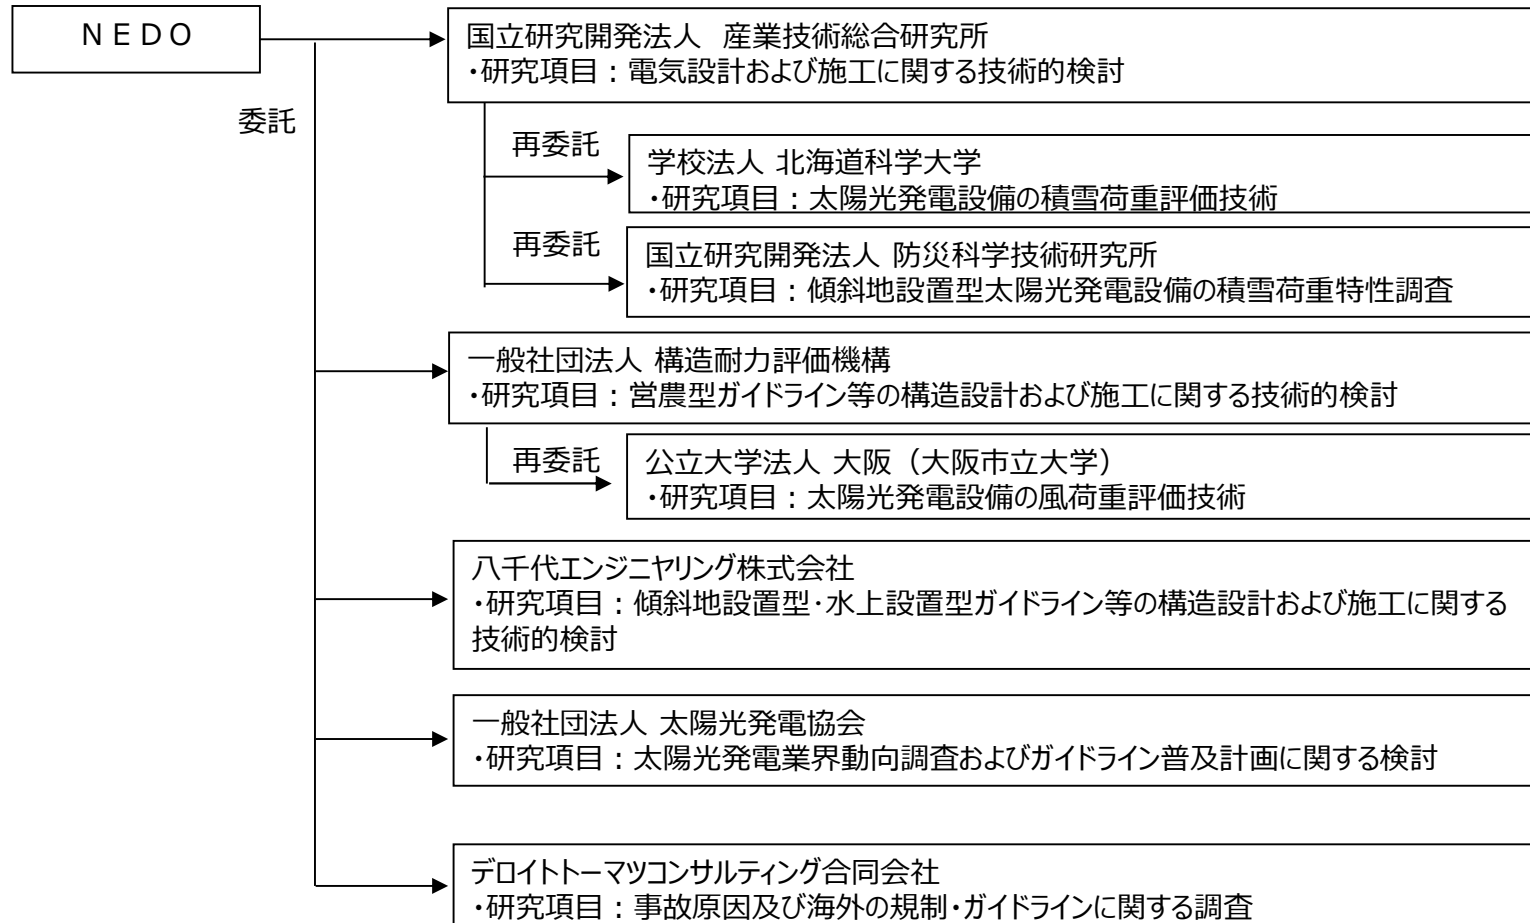 NEDO
委託
国立研究開発法人 産業技術総合研究所
・研究項目：電気設計および施工に関する技術的検討
再委託
学校法人 北海道科学大学
・研究項目：太陽光発電設備の積雪荷重評価技術
再委託
国立研究開発法人 防災科学技術研究所
・研究項目：傾斜地設置型太陽光発電設備の積雪荷重特性調査
一般社団法人 構造耐力評価機構
・研究項目：営農型ガイドライン等の構造設計および施工に関する技術的検討
再委託
公立大学法人 大阪（大阪市立大学）
・研究項目：太陽光発電設備の風荷重評価技術
八千代エンジニヤリング株式会社
・研究項目：傾斜地設置型・水上設置型ガイドライン等の構造設計および施工に関する
技術的検討
一般社団法人 太陽光発電協会
・研究項目：太陽光発電業界動向調査およびガイドライン普及計画に関する検討
デロイトトーマツコンサルティング合同会社
・研究項目：事故原因及び海外の規制・ガイドラインに関する調査